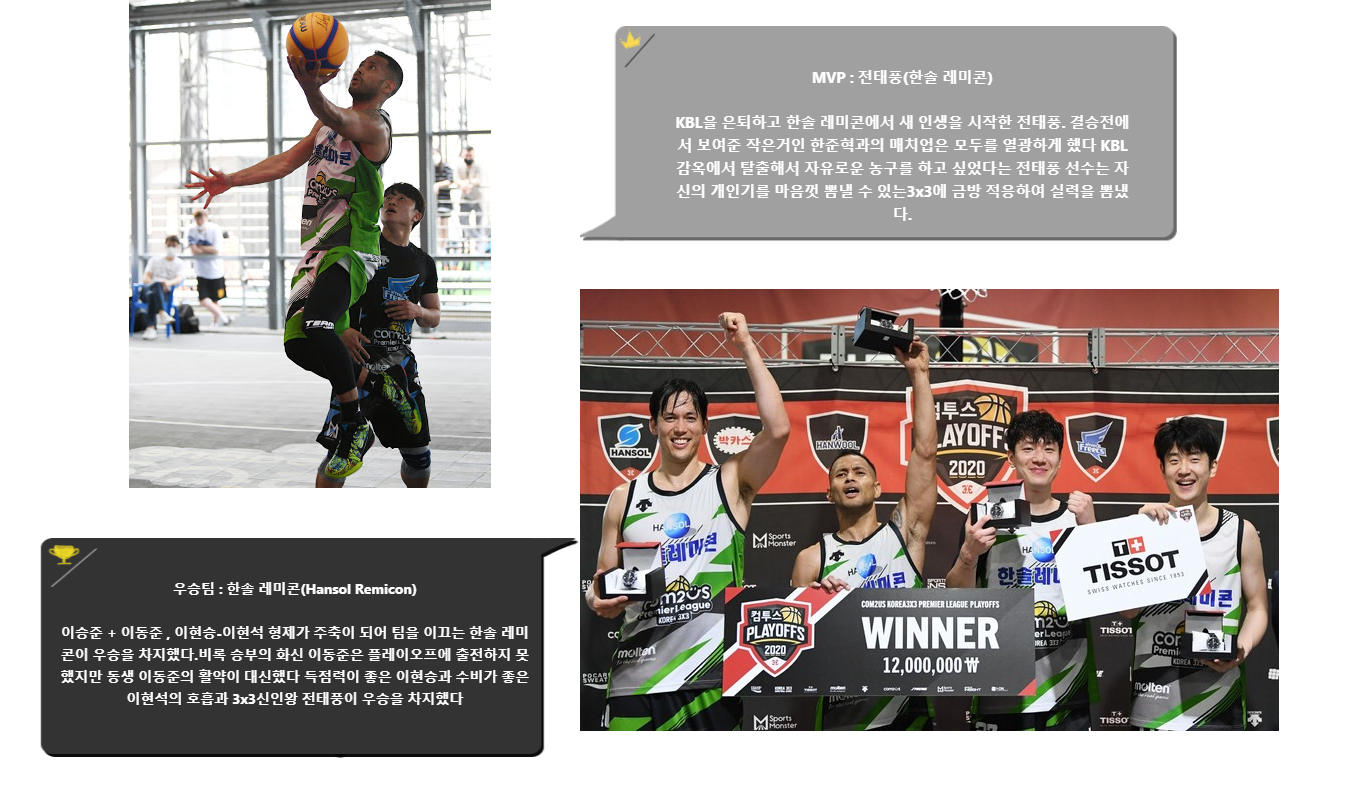 MVP : 전태풍(한솔 레미콘)
KBL을 은퇴하고 한솔 레미콘에서 새 인생을 시작한 전태풍. 결승전에
서 보여준 작은거인 한준혁과의 매치업은 모두를 열광하게 했다 KBL
감옥에서 탈출해서 자유로운 농구를 하고 싶었다는 전태풍 선수는 자
신의 개인기를 마음껏 뽐낼 수 있는3x3에 금방 적응하여 실력을 뽐냈
다.
molten
TEAM
HANSOL
박카스
HANWOOL
컴투스
PLAYOFFS
2020
Freecs
Sports
Monster
HANSOL
한솔레미콘
COM2US
Premier League
KOREA 3X3
molten
TISSOT
SWISS WATCHES SINCE 1853
컴투스
PLAYOFFS
2020
COM2US KOREA3X3 PREMIER LEAGUE PLAYOFFS
WINNER
12,000,000₩
Sports
Monster
TISSOT
molten
우승팀 : 한솔 레미콘(Hansol Remicon)
이승준 + 이동준 , 이현승-이현석 형제가 주축이 되어 팀을 이끄는 한솔 레미
콘이 우승을 차지했다.비록 승부의 화신 이동준은 플레이오프에 출전하지 못
했지만 동생 이동준의 활약이 대신했다 득점력이 좋은 이현승과 수비가 좋은
이현석의 호흡과 3x3신인왕 전태풍이 우승을 차지했다